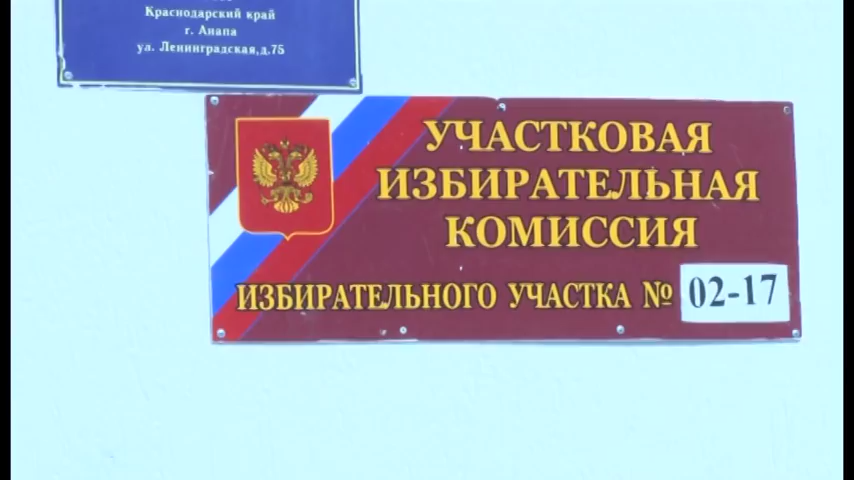 Краснодарский край
г. Анапа
ул. Ленинградская,д.75
УЧАСТКОВАЯ
ИЗБИРАТЕЛЬНАЯ
КОМИССИЯ
ИЗБИРАТЕЛЬНОГО УЧАСТКА № 02-17